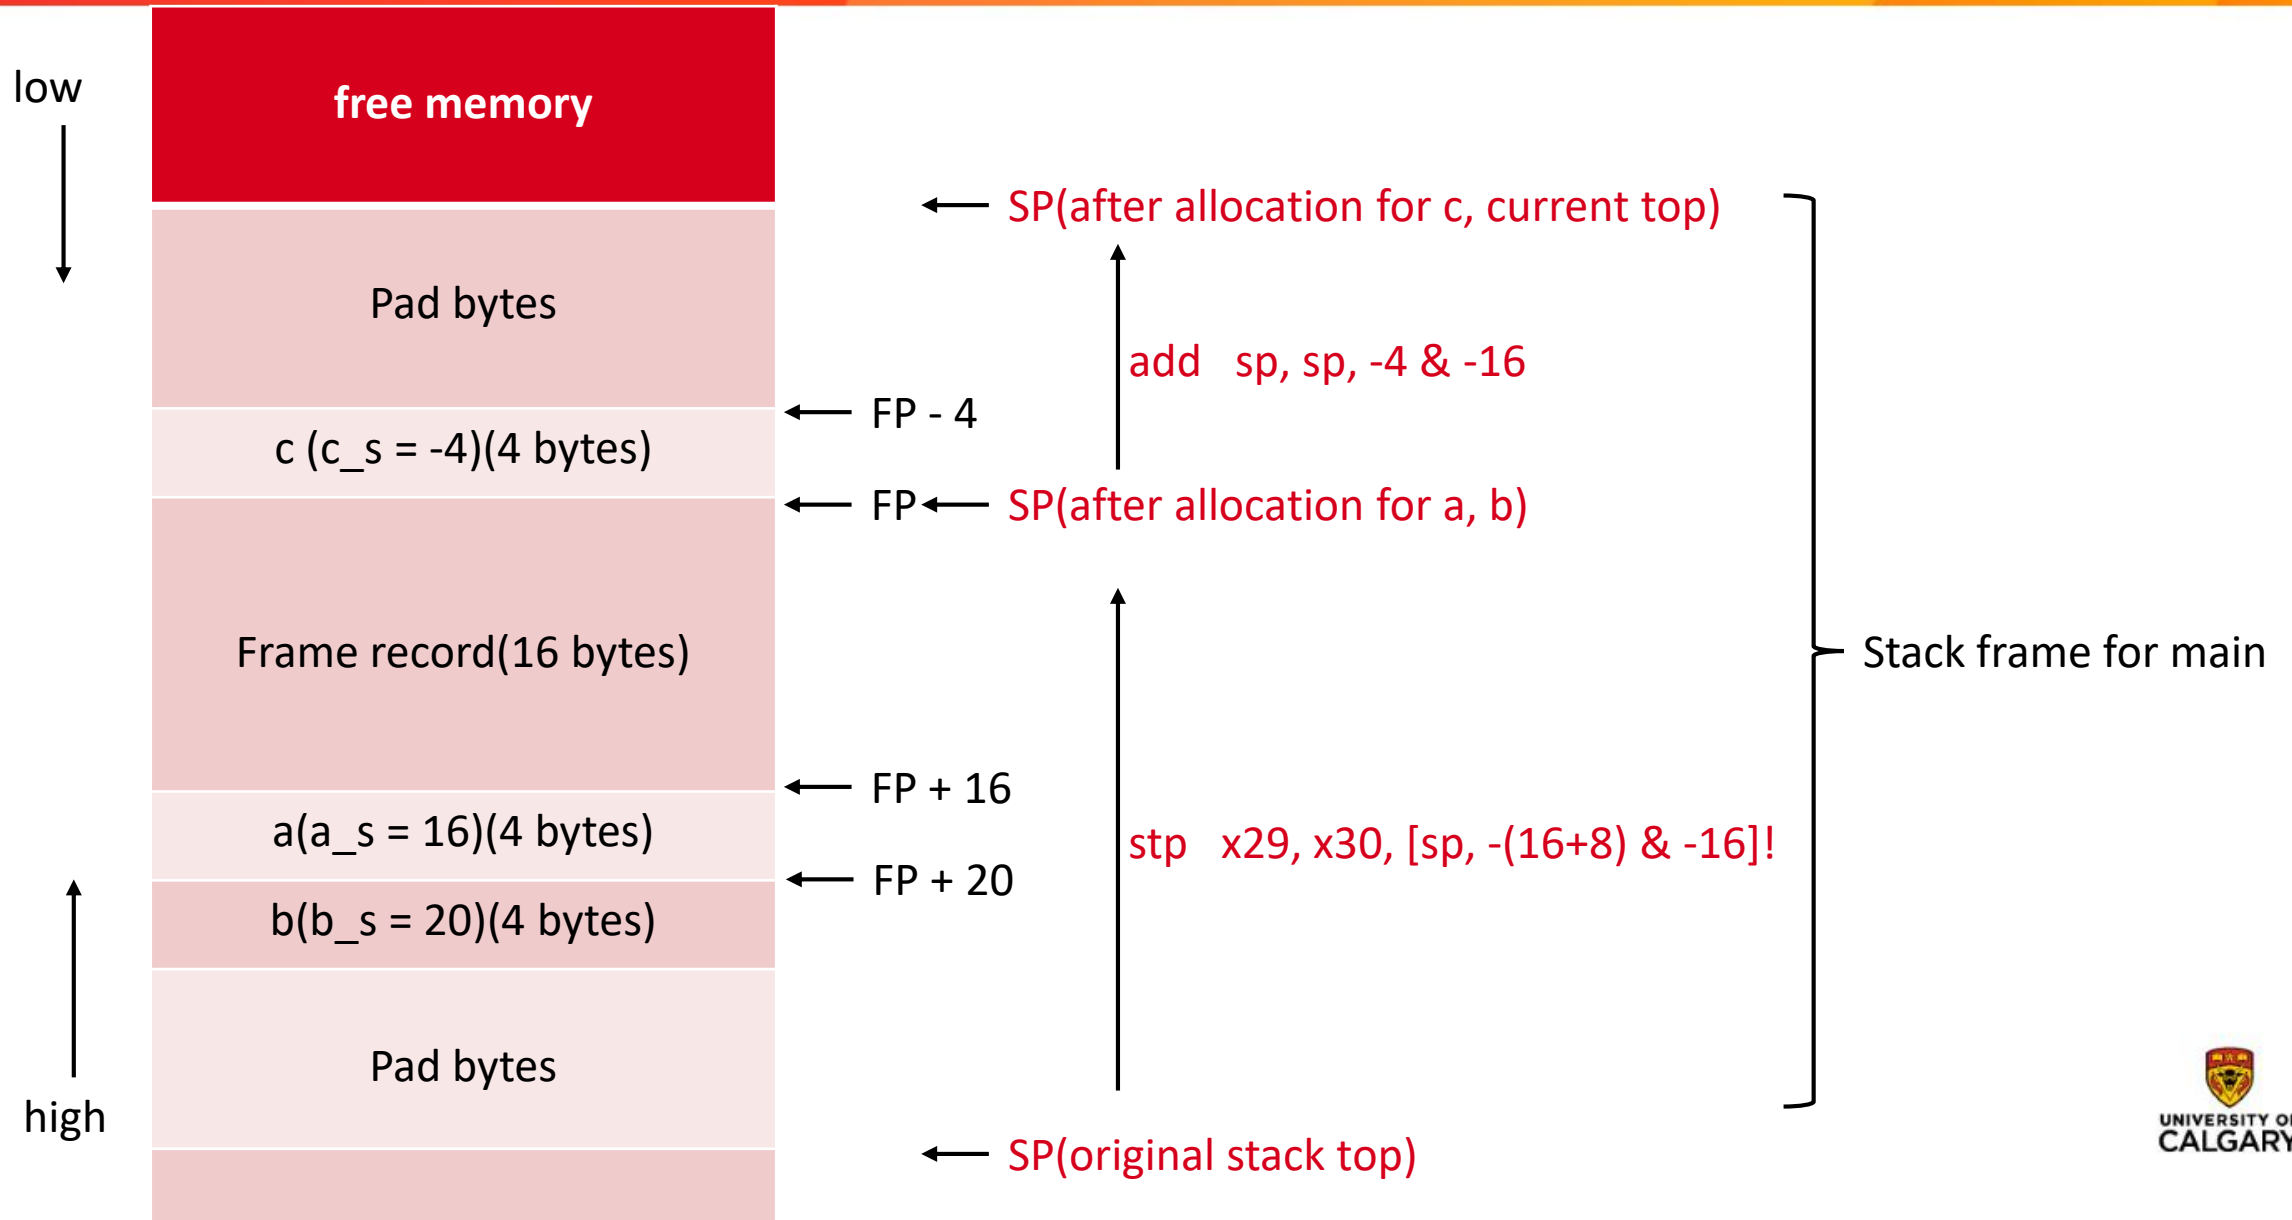 low
free memory
SP(after allocation for c, current top)
Pad bytes
add sp, sp, -4 & -16
FP - 4
c (c_s = -4)(4 bytes)
FP
SP(after allocation for a, b)
Frame record(16 bytes)
Stack frame for main
FP + 16
a(a_s = 16)(4 bytes)
stp x29, x30, [sp, -(16+8) & -16]!
FP + 20
b(b_s = 20)(4 bytes)
Pad bytes
high
SP(original stack top)
UNIVERSITY OF
CALGARY